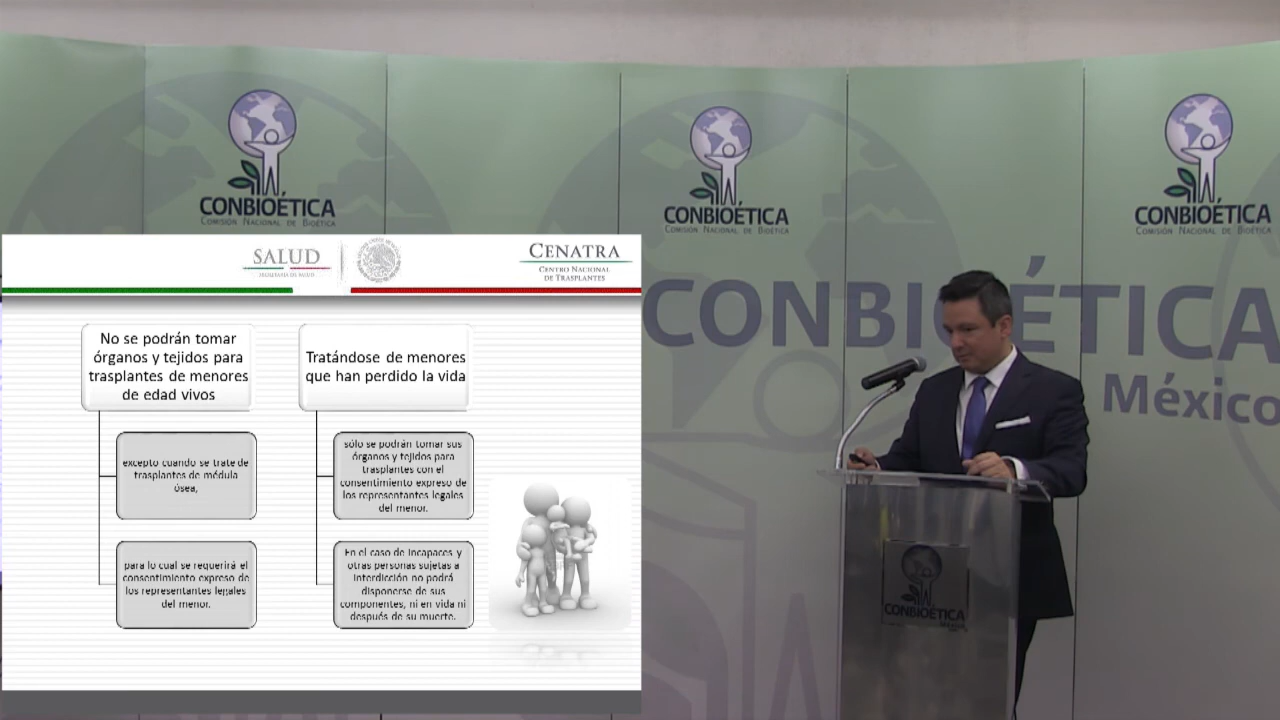 CONBIOÉTICA
COMISIÓN NACIONAL DE BIOÉTICA
CONBIOÉTICA
COMISIÓN NACIONAL DE BIOÉTICA
CONBIOÉTICA
COMISIÓN NACIONAL DE BIOÉTICA
CONBIOÉTICA
México
SALUD
SECRETARÍA DE SALUD
CENATRA
CENTRO NACIONAL
DE TRASPLANTES
No se podrán tomar
órganos y tejidos para
trasplantes de menores
de edad vivos
excepto cuando se trate de
trasplantes de médula
ósea,
para lo cual se requerirá el
consentimiento expreso de
los representantes legales
del menor.
Tratándose de menores
que han perdido la vida
sólo se podrán tomar sus
órganos y tejidos para
trasplantes con el
consentimiento expreso de
los representantes legales
del menor.
En el caso de incapaces y
otras personas sujetas a
interdicción no podrá
disponerse de sus
componentes, ni en vida ni
después de su muerte.
CONBIOÉTICA